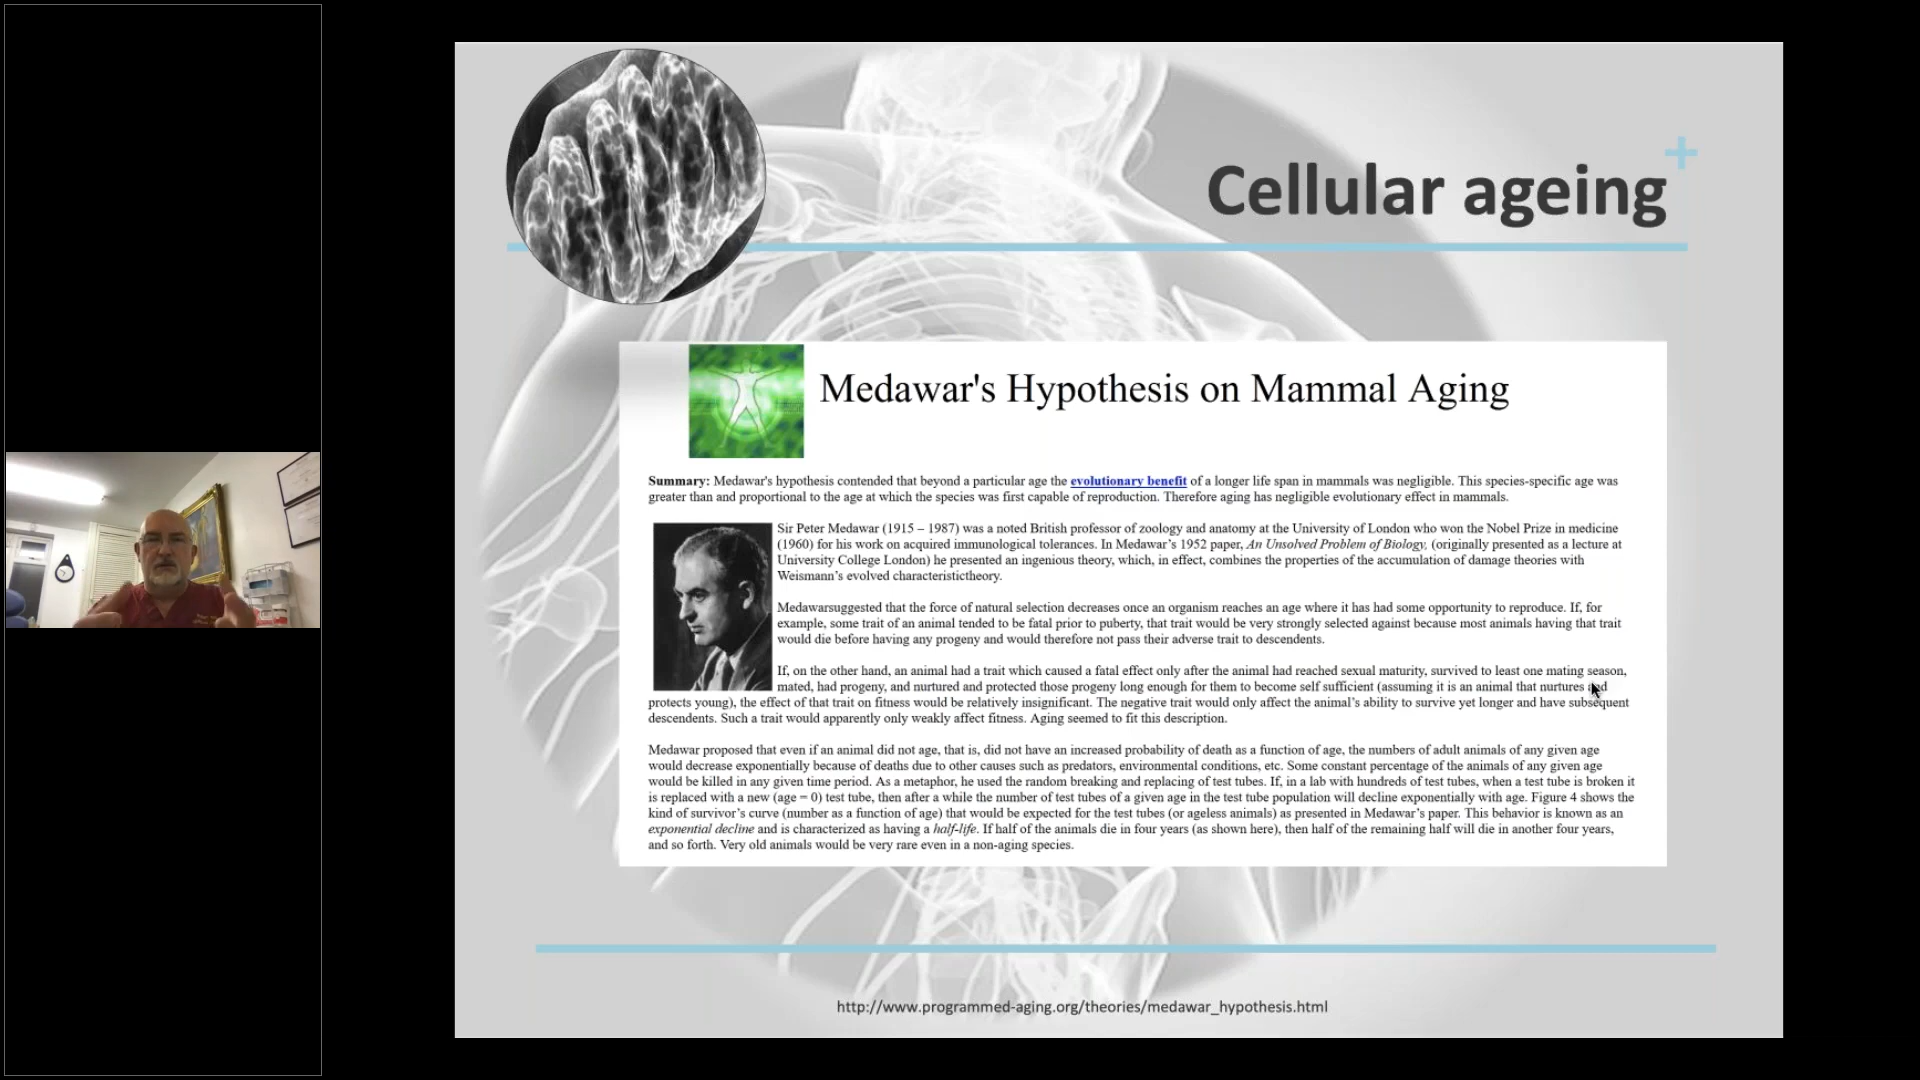 Cellular ageing
+
Medawar's Hypothesis on Mammal Aging
Summary: Medawar's hypothesis contended that beyond a particular age the evolutionary benefit of a longer life span in mammals was negligible. This species-specific age was
greater than and proportional to the age at which the species was first capable of reproduction. Therefore aging has negligible evolutionary effect in mammals.
Sir Peter Medawar (1915 – 1987) was a noted British professor of zoology and anatomy at the University of London who won the Nobel Prize in medicine
(1960) for his work on acquired immunological tolerances. In Medawar’s 1952 paper, An Unsolved Problem of Biology, (originally presented as a lecture at
University College London) he presented an ingenious theory, which, in effect, combines the properties of the accumulation of damage theories with
Weismann’s evolved characteristictheory.
Medawarsuggested that the force of natural selection decreases once an organism reaches an age where it has had some opportunity to reproduce. If, for
example, some trait of an animal tended to be fatal prior to puberty, that trait would be very strongly selected against because most animals having that trait
would die before having any progeny and would therefore not pass their adverse trait to descendents.
If, on the other hand, an animal had a trait which caused a fatal effect only after the animal had reached sexual maturity, survived to least one mating season,
mated, had progeny, and nurtured and protected those progeny long enough for them to become self sufficient (assuming it is an animal that nurtures and
protects young), the effect of that trait on fitness would be relatively insignificant. The negative trait would only affect the animal’s ability to survive yet longer and have subsequent
descendents. Such a trait would apparently only weakly affect fitness. Aging seemed to fit this description.
Medawar proposed that even if an animal did not age, that is, did not have an increased probability of death as a function of age, the numbers of adult animals of any given age
would decrease exponentially because of deaths due to other causes such as predators, environmental conditions, etc. Some constant percentage of the animals of any given age
would be killed in any given time period. As a metaphor, he used the random breaking and replacing of test tubes. If, in a lab with hundreds of test tubes, when a test tube is broken it
is replaced with a new (age = 0) test tube, then after a while the number of test tubes of a given age in the test tube population will decline exponentially with age. Figure 4 shows the
kind of survivor’s curve (number as a function of age) that would be expected for the test tubes (or ageless animals) as presented in Medawar’s paper. This behavior is known as an
exponential decline and is characterized as having a half-life. If half of the animals die in four years (as shown here), then half of the remaining half will die in another four years,
and so forth. Very old animals would be very rare even in a non-aging species.
http://www.programmed-aging.org/theories/medawar_hypothesis.html